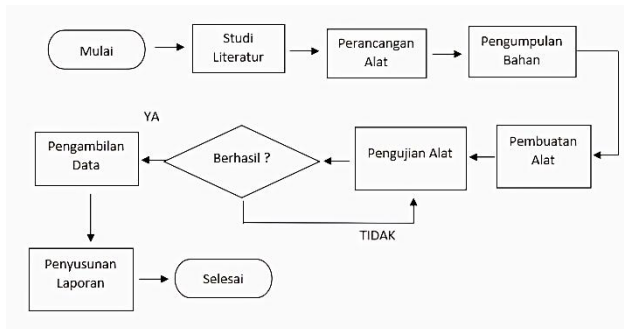 Mulai
Studi
Literatur
Perancangan
Alat
Pengumpulan
Bahan
Pembuatan
Alat
Pengujian Alat
Berhasil ?
YA
TIDAK
Pengambilan
Data
Penyusunan
Laporan
Selesai